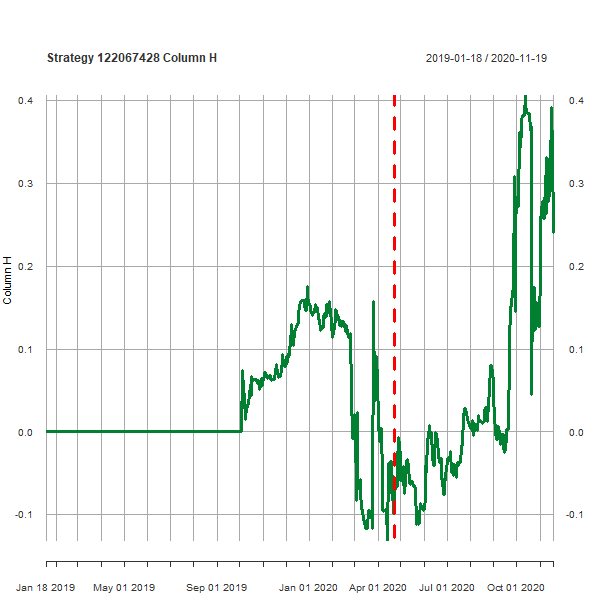 Strategy 122067428 Column H 2019-01-18 / 2020-11-19
0.4 0.4
0.3 0.3
0.2 0.2
Column H
0.1 0.1
0.0 0.0
-0.1 -0.1
Jan 18 2019 May 01 2019 Sep 01 2019 Jan 01 2020 Apr 01 2020 Jul 01 2020 Oct 01 2020